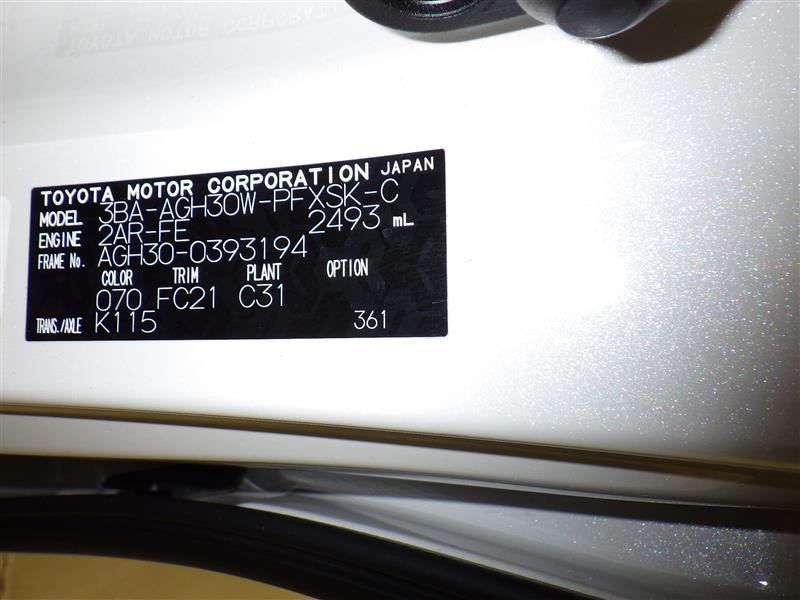 TOYOTA MOTOR CORPORATION JAPAN
MODEL 3BA-AGH30W-PFXSK-C
ENGINE 2AR-FE 2493 mL
FRAME No. AGH30-0393194
COLOR TRIM PLANT OPTION
070 FC21 C31
TRANS./AXLE K115 361